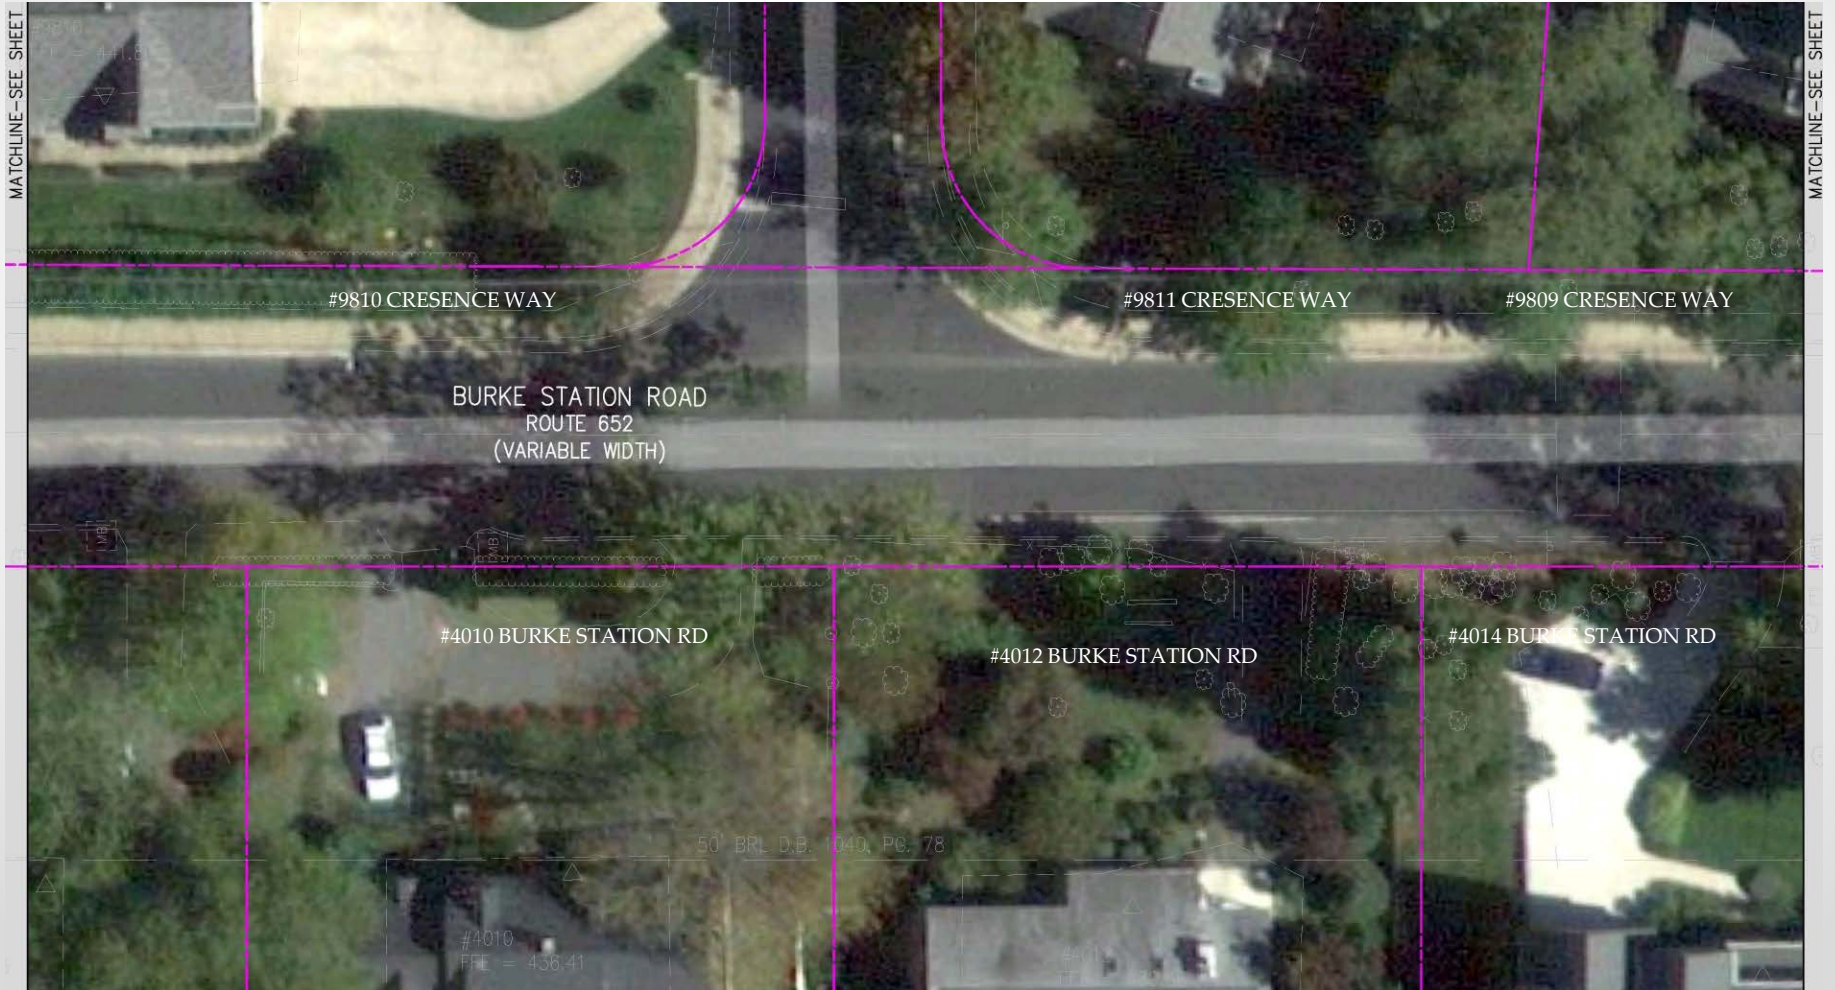 MATCHLINE-SEE SHEET
MATCHLINE-SEE SHEET
#9810 CRESENCE WAY
#9811 CRESENCE WAY
#9809 CRESENCE WAY
BURKE STATION ROAD
ROUTE 652
(VARIABLE WIDTH)
MB
MB
#4010 BURKE STATION RD
#4012 BURKE STATION RD
#4014 BURKE STATION RD
50' BRL D.B. 1040, PG. 78
#4010
FFE = 436.41